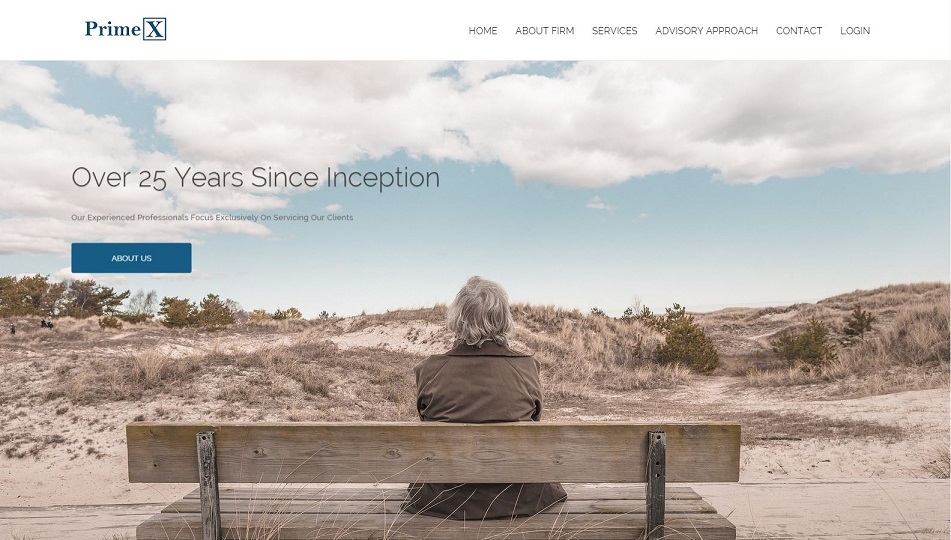 Prime X
HOME ABOUT FIRM SERVICES ADVISORY APPROACH CONTACT LOGIN
Over 25 Years Since Inception
Our Experienced Professionals Focus Exclusively On Servicing Our Clients
ABOUT US